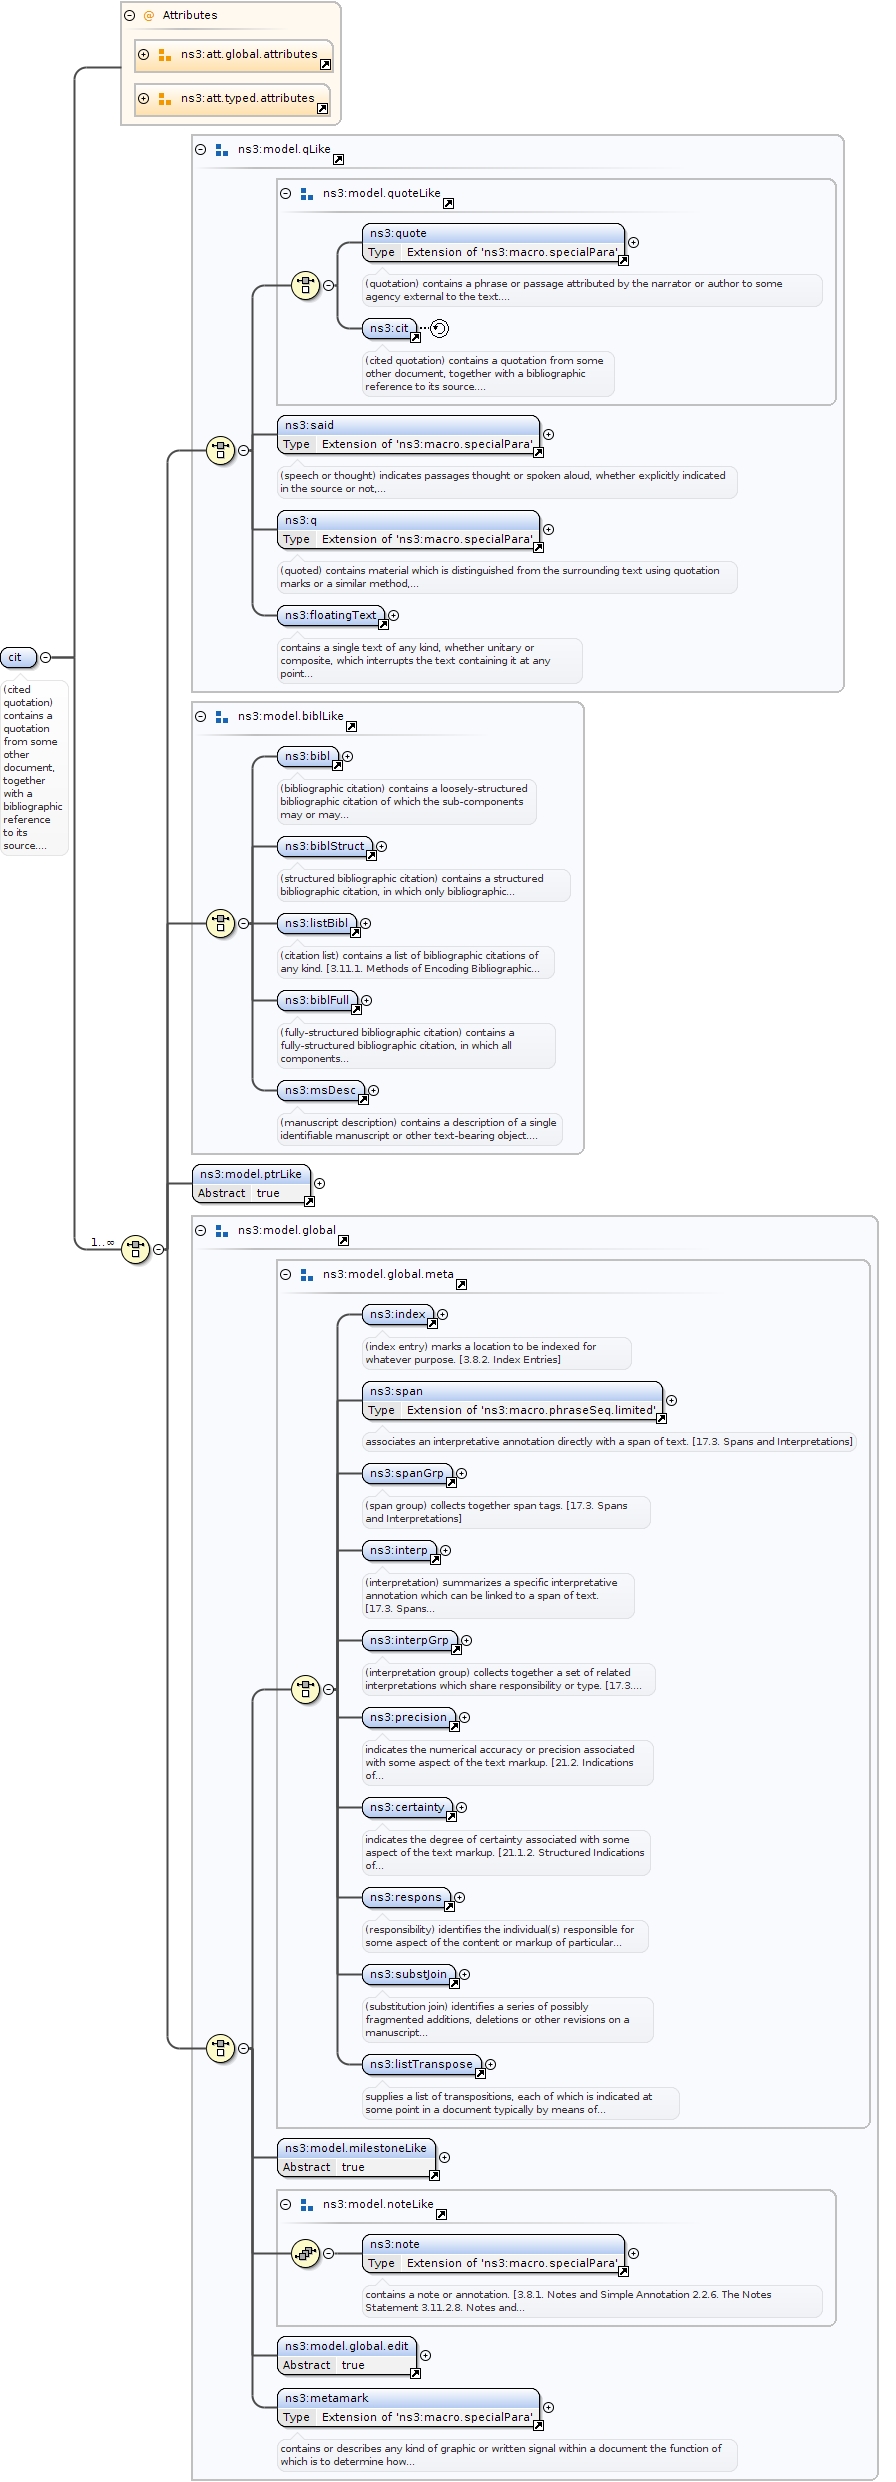 @ Attributes
ns3:att.global.attributes
ns3:att.typed.attributes
ns3:model.qLike
ns3:model.quoteLike
ns3:quote
Type Extension of 'ns3:macro.specialPara'
(quotation) contains a phrase or passage attributed by the narrator or author to some
agency external to the text....
ns3:cit
(cited quotation) contains a quotation from some
other document, together with a bibliographic
reference to its source....
ns3:said
Type Extension of 'ns3:macro.specialPara'
(speech or thought) indicates passages thought or spoken aloud, whether explicitly indicated
in the source or not,...
ns3:q
Type Extension of 'ns3:macro.specialPara'
(quoted) contains material which is distinguished from the surrounding text using quotation
marks or a similar method,...
ns3:floatingText
contains a single text of any kind, whether unitary or
composite, which interrupts the text containing it at any
point...
cit
(cited
quotation)
contains a
quotation
from some
other
document,
together
with a
bibliographic
reference
to its
source....
ns3:model.biblLike
ns3:bibl
(bibliographic citation) contains a loosely-structured
bibliographic citation of which the sub-components
may or may...
ns3:biblStruct
(structured bibliographic citation) contains a structured
bibliographic citation, in which only bibliographic...
ns3:listBibl
(citation list) contains a list of bibliographic citations of
any kind. [3.11.1. Methods of Encoding Bibliographic...
ns3:biblFull
(fully-structured bibliographic citation) contains a
fully-structured bibliographic citation, in which all
components...
ns3:msDesc
(manuscript description) contains a description of a single
identifiable manuscript or other text-bearing object....
ns3:model.ptrLike
Abstract true
1..∞
ns3:model.global
ns3:model.global.meta
ns3:index
(index entry) marks a location to be indexed for
whatever purpose. [3.8.2. Index Entries]
ns3:span
Type Extension of 'ns3:macro.phraseSeq.limited'
associates an interpretative annotation directly with a span of text. [17.3. Spans and Interpretations]
ns3:spanGrp
(span group) collects together span tags. [17.3. Spans
and Interpretations]
ns3:interp
(interpretation) summarizes a specific interpretative
annotation which can be linked to a span of text.
[17.3. Spans...
ns3:interpGrp
(interpretation group) collects together a set of related
interpretations which share responsibility or type. [17.3....
ns3:precision
indicates the numerical accuracy or precision associated
with some aspect of the text markup. [21.2. Indications
of...
ns3:certainty
indicates the degree of certainty associated with some
aspect of the text markup. [21.1.2. Structured Indications
of...
ns3:respons
(responsibility) identifies the individual(s) responsible for
some aspect of the content or markup of particular...
ns3:substJoin
(substitution join) identifies a series of possibly
fragmented additions, deletions or other revisions on a
manuscript...
ns3:listTranspose
supplies a list of transpositions, each of which is indicated at
some point in a document typically by means of...
ns3:model.milestoneLike
Abstract true
ns3:model.noteLike
ns3:note
Type Extension of 'ns3:macro.specialPara'
contains a note or annotation. [3.8.1. Notes and Simple Annotation 2.2.6. The Notes
Statement 3.11.2.8. Notes and...
ns3:model.global.edit
Abstract true
ns3:metamark
Type Extension of 'ns3:macro.specialPara'
contains or describes any kind of graphic or written signal within a document the function of
which is to determine how...